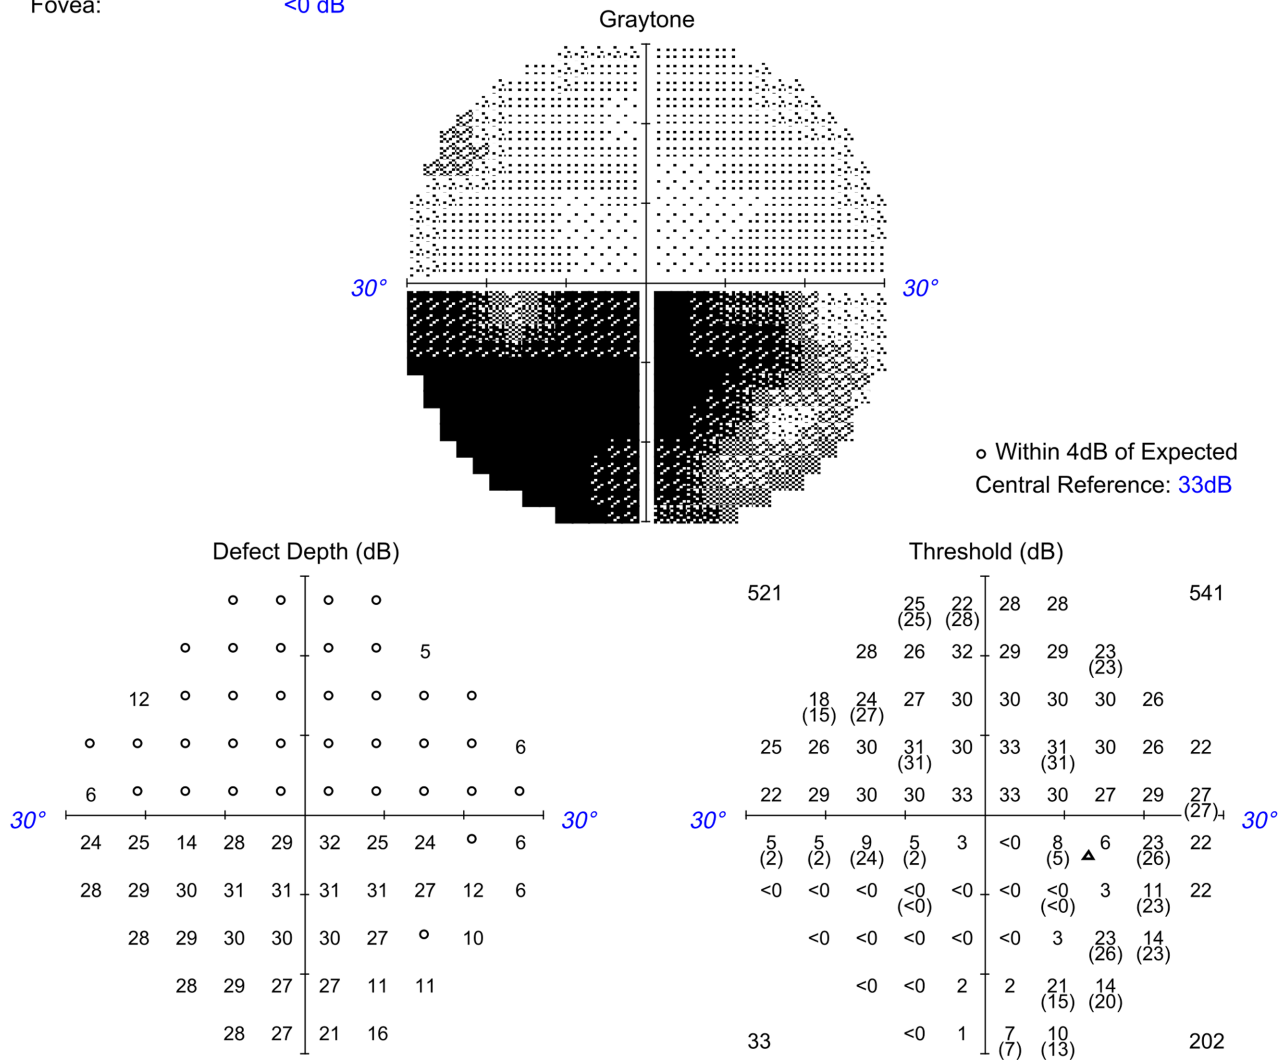 Fovea: <0 dB
Graytone
30° 30°
○ Within 4dB of Expected
Central Reference: 33dB
Defect Depth (dB)
5
12
6
6
30° 30°
24 25 14 28 29 32 25 24 6
28 29 30 31 31 31 31 27 12 6
28 29 30 30 30 27 10
28 29 27 27 11 11
28 27 21 16
Threshold (dB)
521 541
25 22 28 28
(25) (28)
28 26 32 29 29 23
(23)
18 24 27 30 30 30 30 26
(15) (27)
25 26 30 31 30 33 31 30 26 22
(31) (31)
22 29 30 30 33 33 30 27 29 27
(27)
30° 30°
5 5 9 5 3 <0 8 6 23 22
(2) (2) (24) (2) (5) (26)
<0 <0 <0 <0 <0 <0 <0 3 11 22
(<0) (<0) (23)
<0 <0 <0 <0 <0 3 23 14
(26) (23)
<0 <0 2 2 21 14
(15) (20)
<0 1 7 10
(7) (13)
33 202